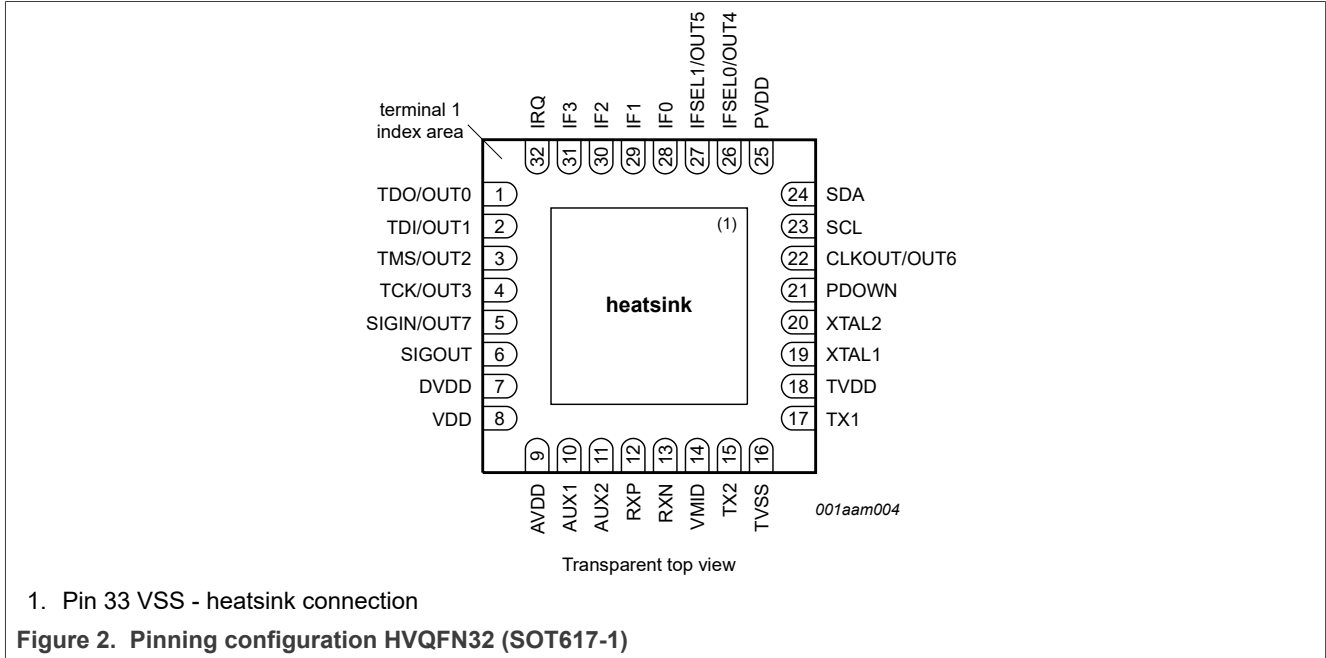 IFSEL1/OUT5
IFSEL0/OUT4
terminal 1
index area
IRQ
IF3
IF2
IF1
IF0
PVDD
32
31
30
29
28
27
26
25
TDO/OUT0 1
24 SDA
TDI/OUT1 2
(1)
23 SCL
TMS/OUT2 3
22 CLKOUT/OUT6
TCK/OUT3 4
heatsink
21 PDOWN
SIGIN/OUT7 5
20 XTAL2
SIGOUT 6
19 XTAL1
DVDD 7
18 TVDD
VDD 8
17 TX1
9
10
11
12
13
14
15
16
AVDD
AUX1
AUX2
RXP
RXN
VMID
TX2
TVSS
001aam004
Transparent top view
1. Pin 33 VSS - heatsink connection
Figure 2. Pinning configuration HVQFN32 (SOT617-1)